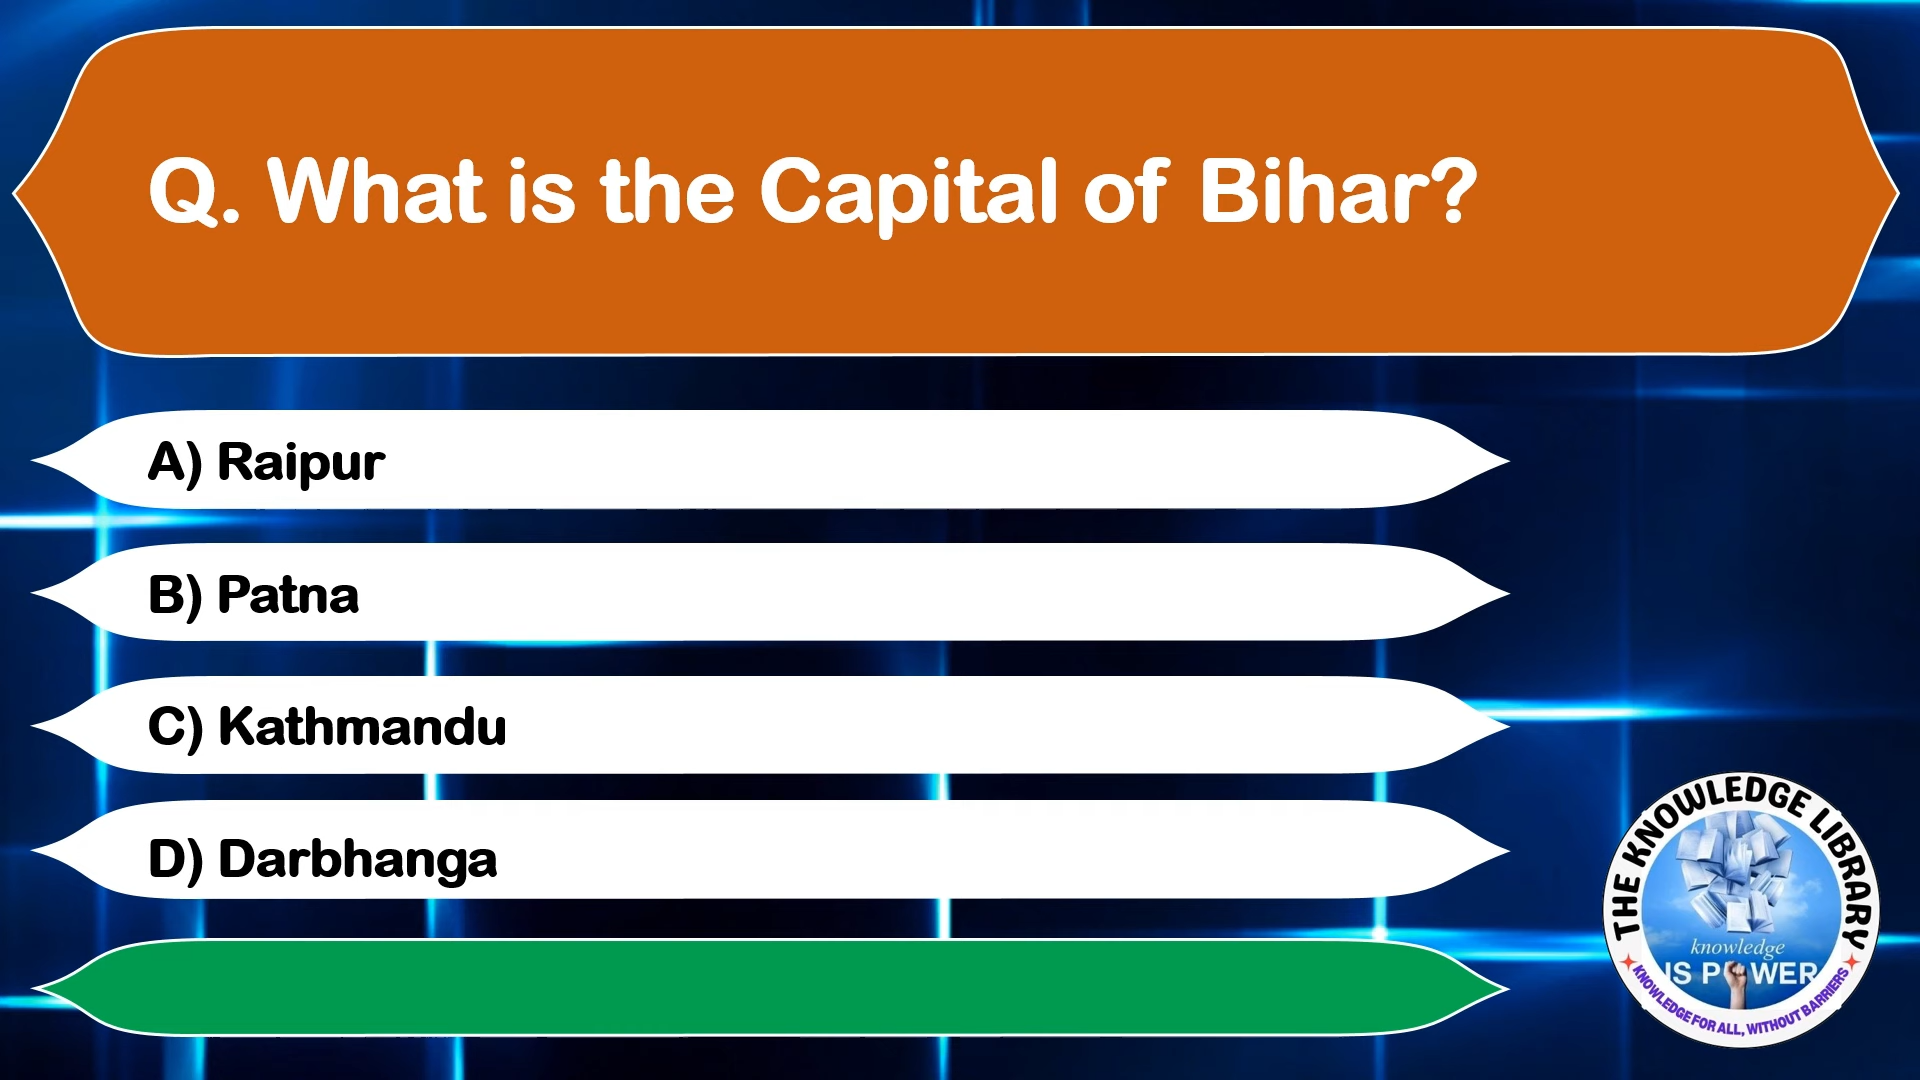 Q. What is the Capital of Bihar?
A) Raipur
B) Patna
C) Kathmandu
D) Darbhanga
THE KNOWLEDGE LIBRARY
knowledge
IS POWER
KNOWLEDGE FOR ALL, WITHOUT BARRIERS